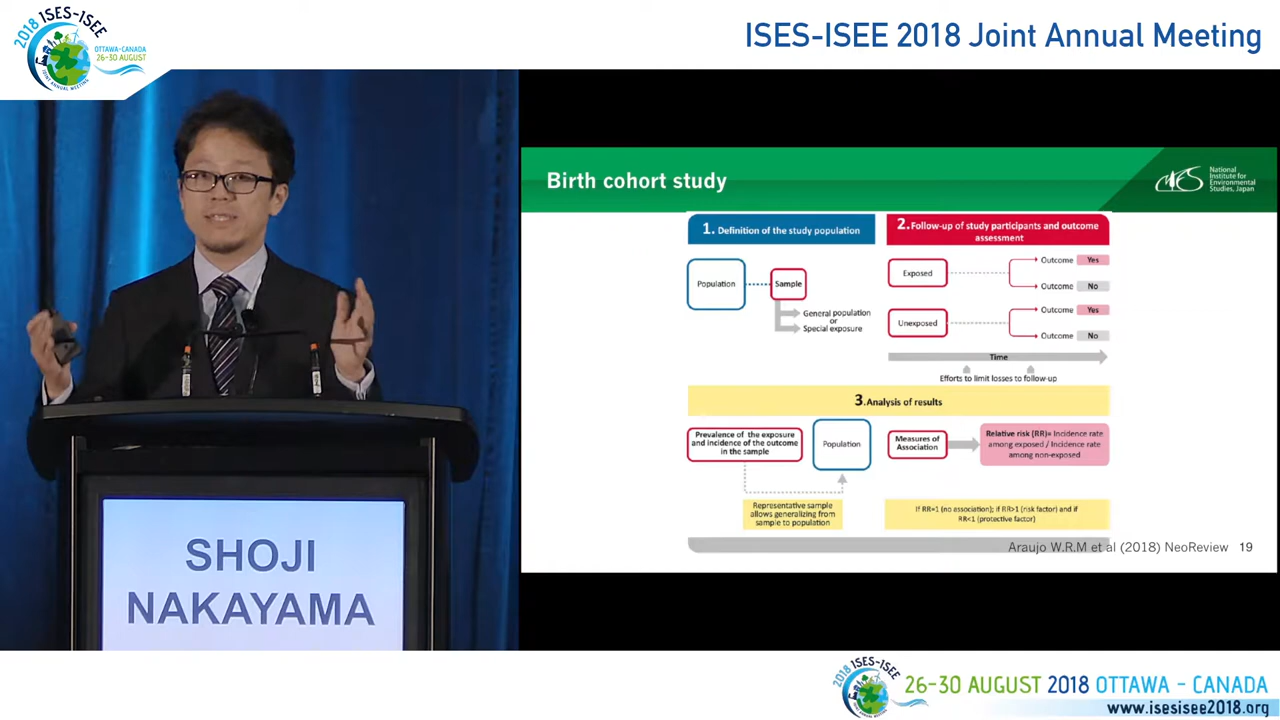 2018 ISES-ISEE
OTTAWA-CANADA
26-30 AUGUST
JOINT ANNUAL MEETING
ISES-ISEE 2018 Joint Annual Meeting
Birth cohort study
National
Institute for
Environmental
Studies, Japan
1. Definition of the study population
Population
Sample
General population
or
Special exposure
2.Follow-up of study participants and outcome
assessment
Exposed
Outcome Yes
Outcome No
Unexposed
Outcome Yes
Outcome No
Time
Efforts to limit losses to follow-up
3.Analysis of results
Prevalence of the exposure
and incidence of the outcome
in the sample
Population
Representative sample
allows generalizing from
sample to population
Measures of
Association
Relative risk (RR)= Incidence rate
among exposed / Incidence rate
among non-exposed
If RR=1 (no association); if RR>1 (risk factor) and if
RR<1 (protective factor)
Araujo W.R.M et al (2018) NeoReview 19
SHOJI
NAKAYAMA
2018 ISES-ISEE
26-30 AUGUST 2018 OTTAWA - CANADA
www.isesisee2018.org